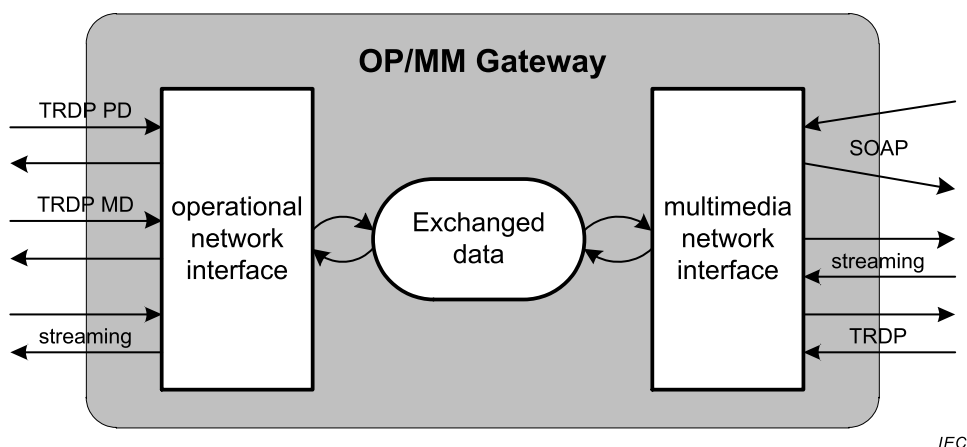 OP/MM Gateway
TRDP PD
TRDP MD
streaming
operational
network
interface
Exchanged
data
multimedia
network
interface
SOAP
streaming
TRDP
IEC